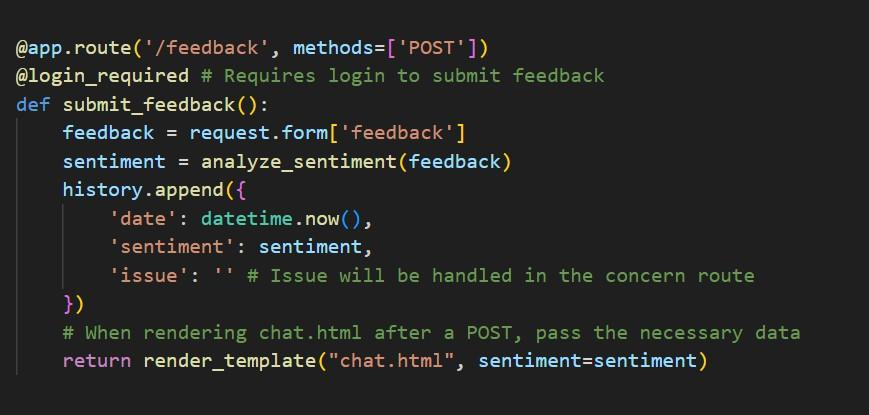 @app.route('/feedback', methods=['POST'])
@login_required # Requires login to submit feedback
def submit_feedback():
    feedback = request.form['feedback']
    sentiment = analyze_sentiment(feedback)
    history.append({
        'date': datetime.now(),
        'sentiment': sentiment,
        'issue': '' # Issue will be handled in the concern route
    })
    # When rendering chat.html after a POST, pass the necessary data
    return render_template("chat.html", sentiment=sentiment)